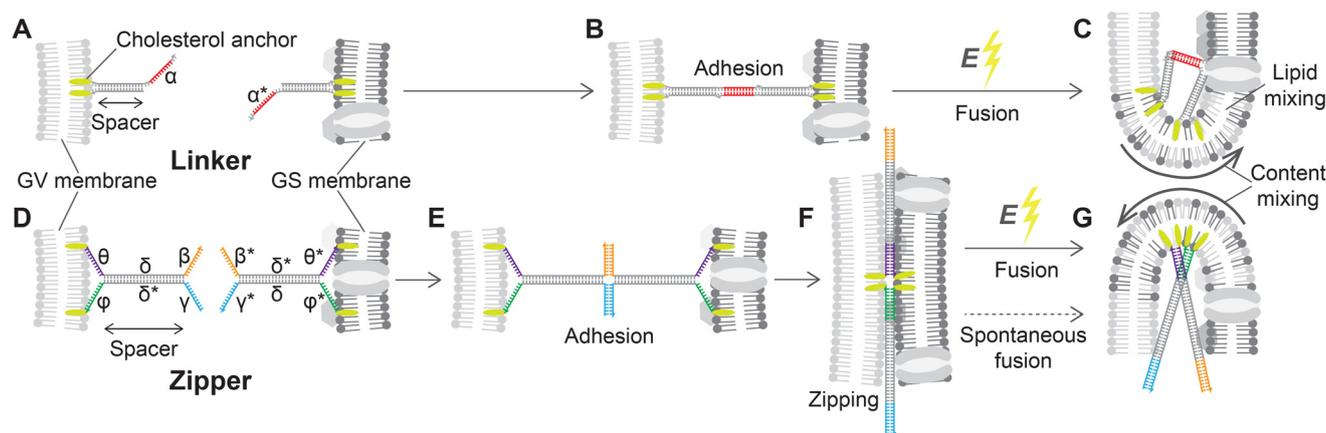 A
Cholesterol anchor
α
α*
Spacer
Linker
GV membrane
GS membrane
B
Adhesion
E
Fusion
C
Lipid
mixing
Content
mixing
D
θ
φ
δ
δ*
β
γ
β*
γ*
δ*
δ
θ*
φ*
Spacer
Zipper
E
Adhesion
F
Zipping
E
Fusion
Spontaneous
fusion
G